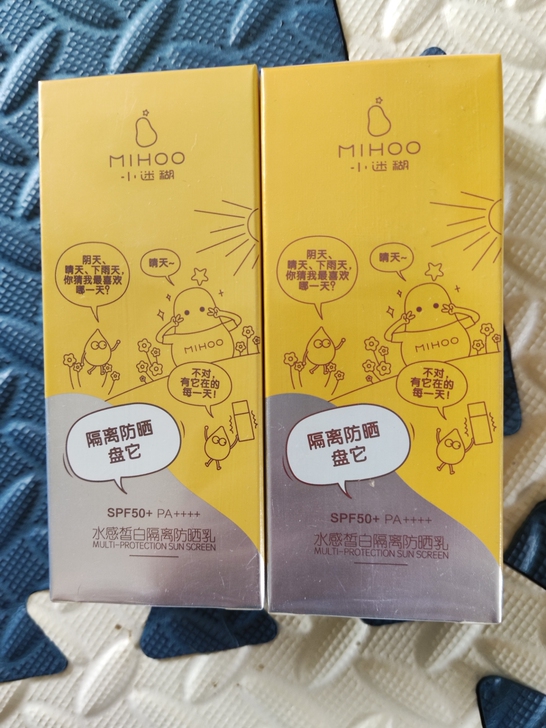 MIHOO
小迷糊
阴天、
晴天、下雨天,
你猜我最喜欢
哪一天?
晴天~
MIHOO
不对,
有它在的
每一天!
隔离防晒
盘它
SPF50+ PA++++
水感皙白隔离防晒乳
MULTI-PROTECTION SUN SCREEN
MIHOO
小迷糊
阴天、
晴天、下雨天,
你猜我最喜欢
哪一天?
晴天~
MIHOO
不对,
有它在的
每一天!
隔离防晒
盘它
SPF50+ PA++++
水感皙白隔离防晒乳
MULTI-PROTECTION SUN SCREEN